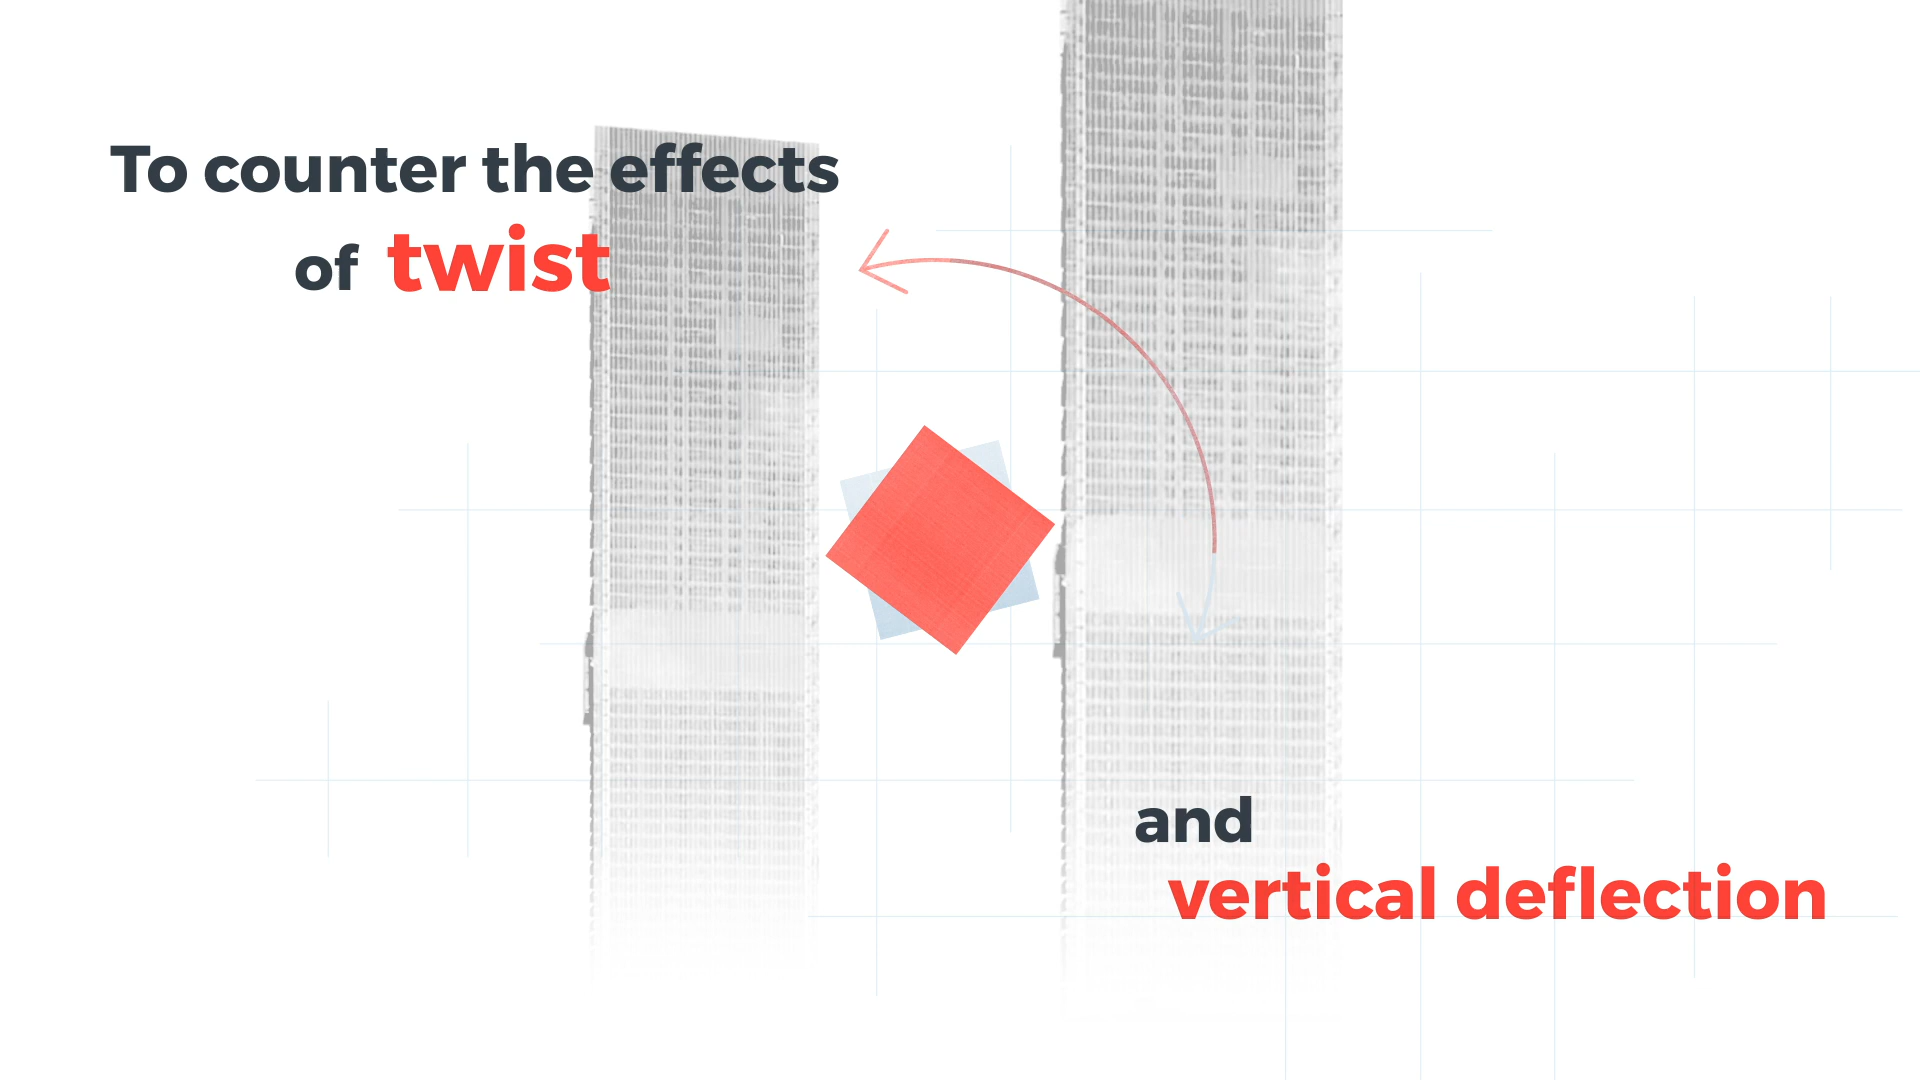 To counter the effects
of twist
and
vertical deflection